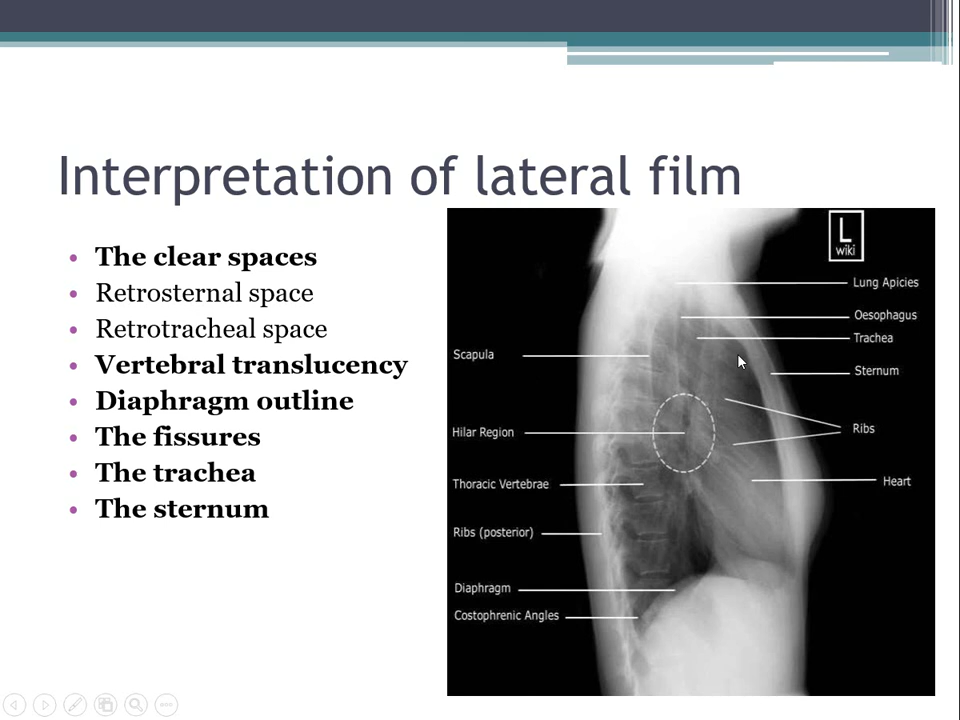 Interpretation of lateral film
• The clear spaces
• Retrosternal space
• Retrotracheal space
• Vertebral translucency
• Diaphragm outline
• The fissures
• The trachea
• The sternum
L
wiki
Lung Apicies
Oesophagus
Trachea
Scapula
Sternum
Ribs
Hilar Region
Heart
Thoracic Vertebrae
Ribs (posterior)
Diaphragm
Costophrenic Angles